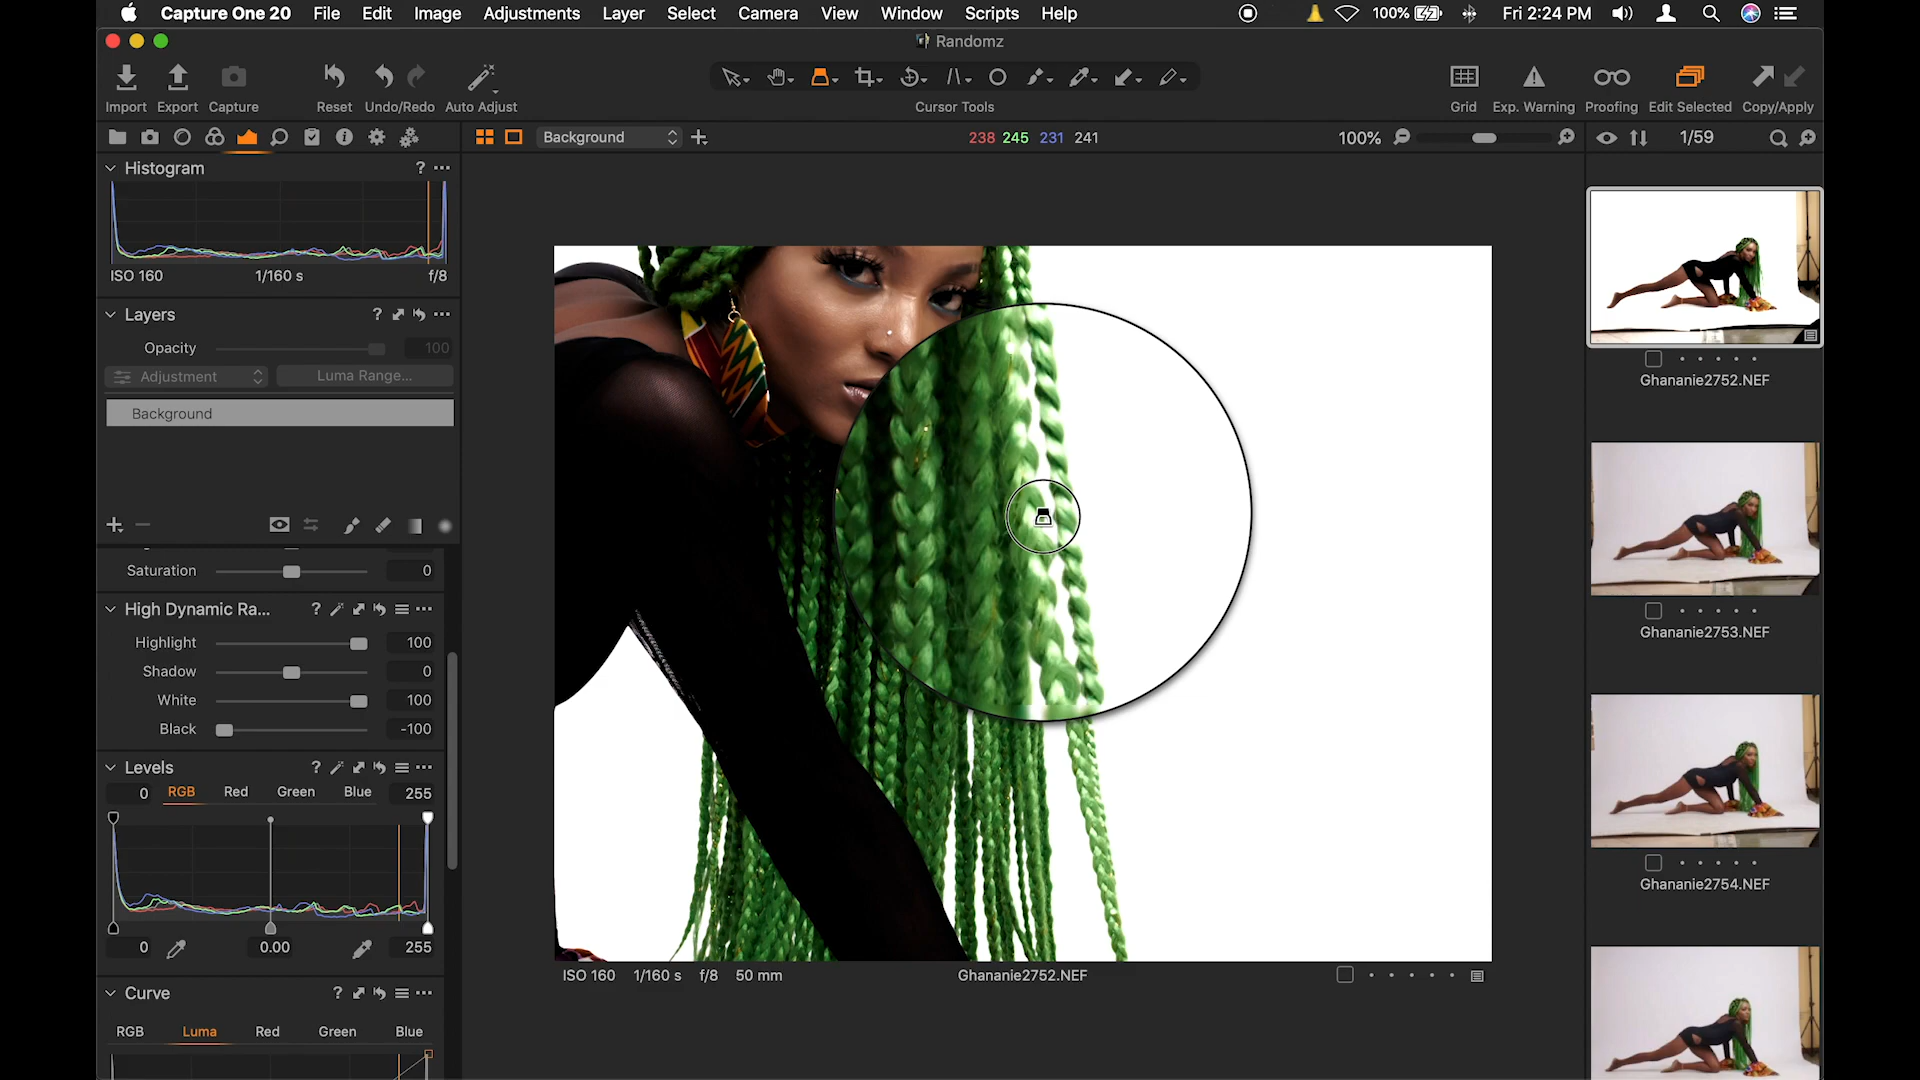 Capture One 20 File Edit Image Adjustments Layer Select Camera View Window Scripts Help 100% Fri 2:24 PM
Randomz
Import Export Capture Reset Undo/Redo Auto Adjust Cursor Tools Grid Exp. Warning Proofing Edit Selected Copy/Apply
Background 238 245 231 241 100% 1/59
Histogram ?
ISO 160 1/160 s f/8
Layers ?
Opacity 100
Adjustment Luma Range...
Background
Saturation 0
High Dynamic Ra... ?
Highlight 100
Shadow 0
White 100
Black -100
Levels ?
0 RGB Red Green Blue 255
0 0.00 255
Curve ?
RGB Luma Red Green Blue
ISO 160 1/160 s f/8 50 mm Ghananie2752.NEF
Ghananie2752.NEF
Ghananie2753.NEF
Ghananie2754.NEF